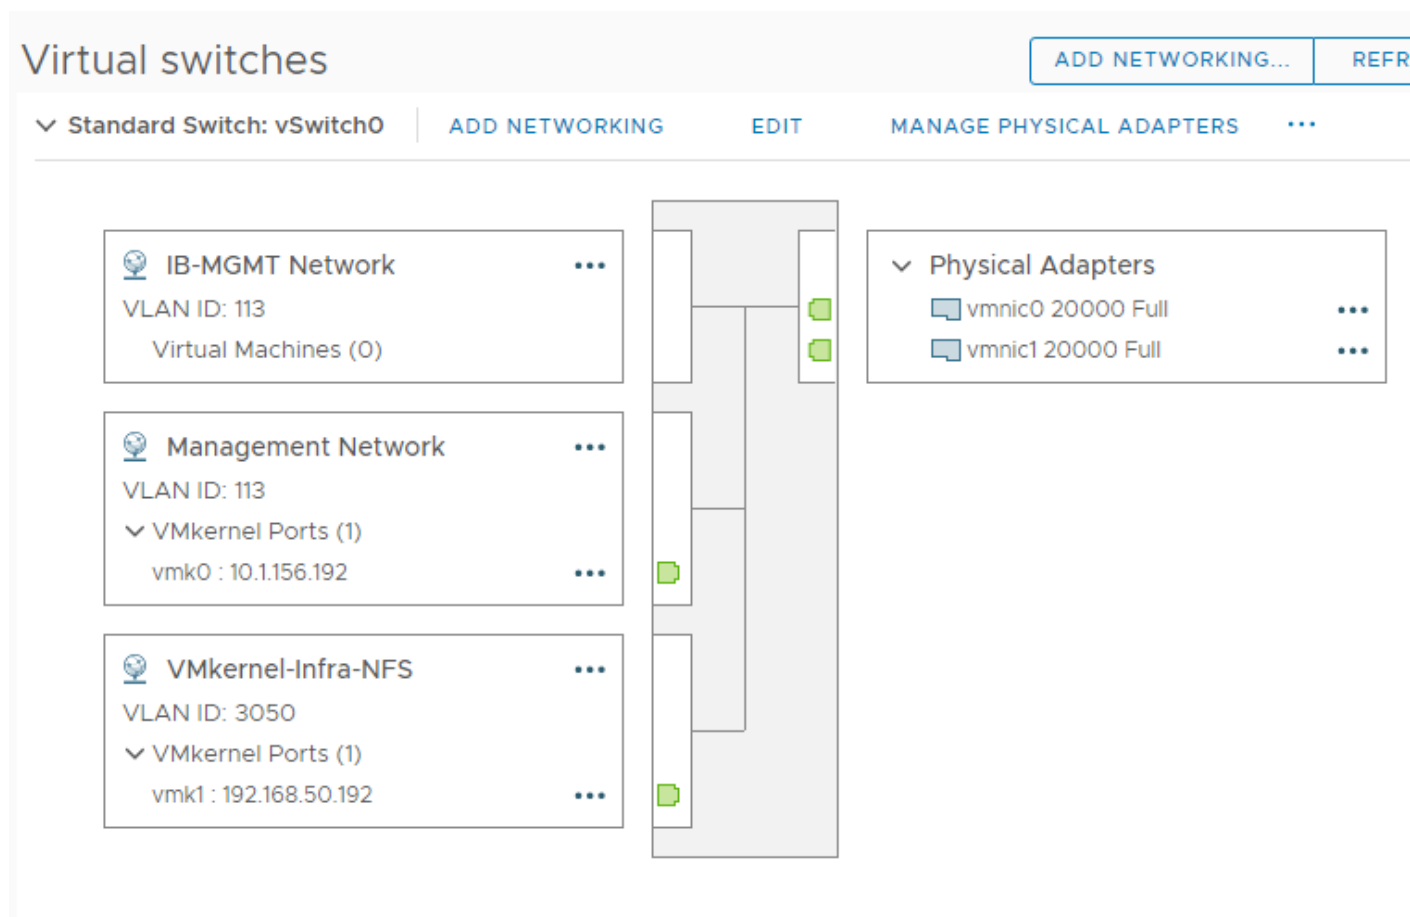 Virtual switches
ADD NETWORKING...
REFR
Standard Switch: vSwitch0
ADD NETWORKING
EDIT
MANAGE PHYSICAL ADAPTERS
...
IB-MGMT Network
...
VLAN ID: 113
Virtual Machines (0)
Physical Adapters
vmnic0 20000 Full
...
vmnic1 20000 Full
...
Management Network
...
VLAN ID: 113
VMkernel Ports (1)
vmk0 : 10.1.156.192
...
VMkernel-Infra-NFS
...
VLAN ID: 3050
VMkernel Ports (1)
vmk1 : 192.168.50.192
...